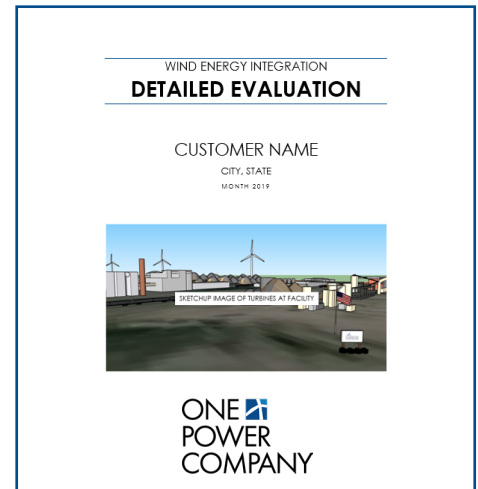 WIND ENERGY INTEGRATION
DETAILED EVALUATION
CUSTOMER NAME
CITY, STATE
MONTH 2019
SKETCHUP IMAGE OF TURBINES AT FACILITY
ONE
POWER
COMPANY